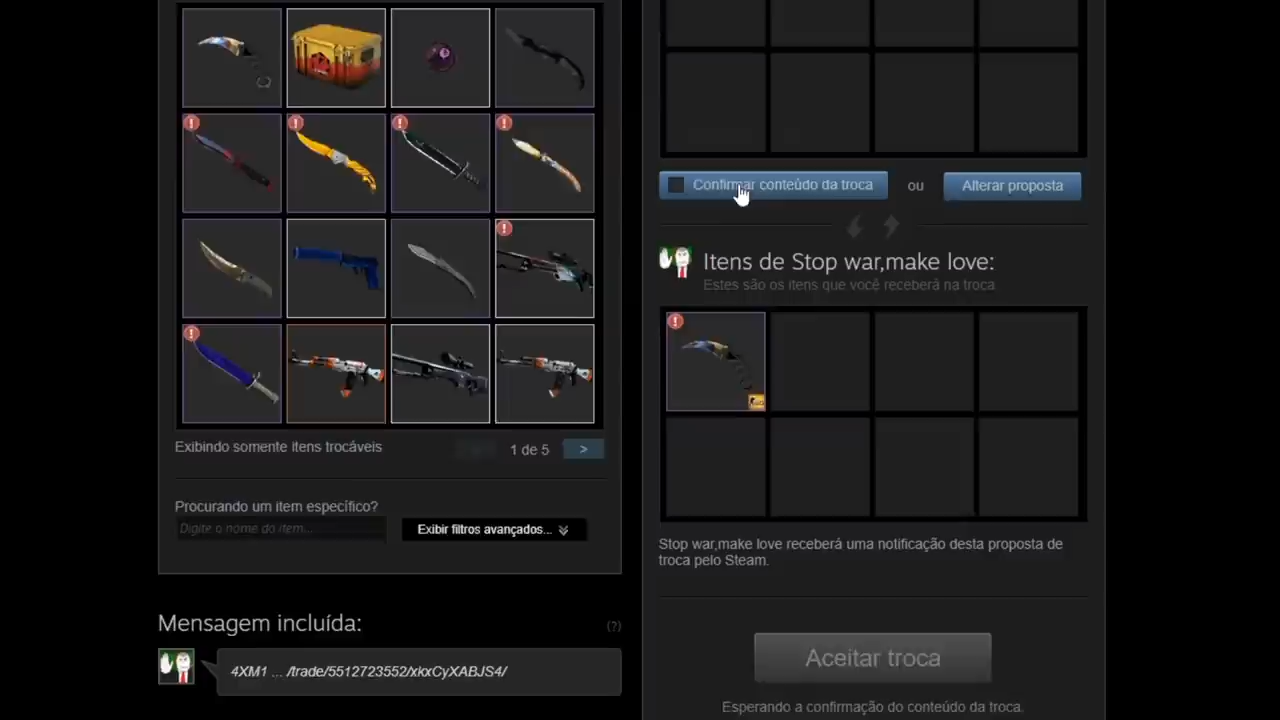 Confirmar conteúdo da troca
ou
Alterar proposta
Itens de Stop war,make love:
Estes são os itens que você receberá na troca
Exibindo somente itens trocáveis
1 de 5
>
Procurando um item específico?
Digite o nome do item...
Exibir filtros avançados...
Stop war,make love receberá uma notificação desta proposta de
troca pelo Steam.
Mensagem incluída:
(?)
4XM1 ... /trade/5512723552/xkxCyXABJS4/
Aceitar troca
Esperando a confirmação do conteúdo da troca.